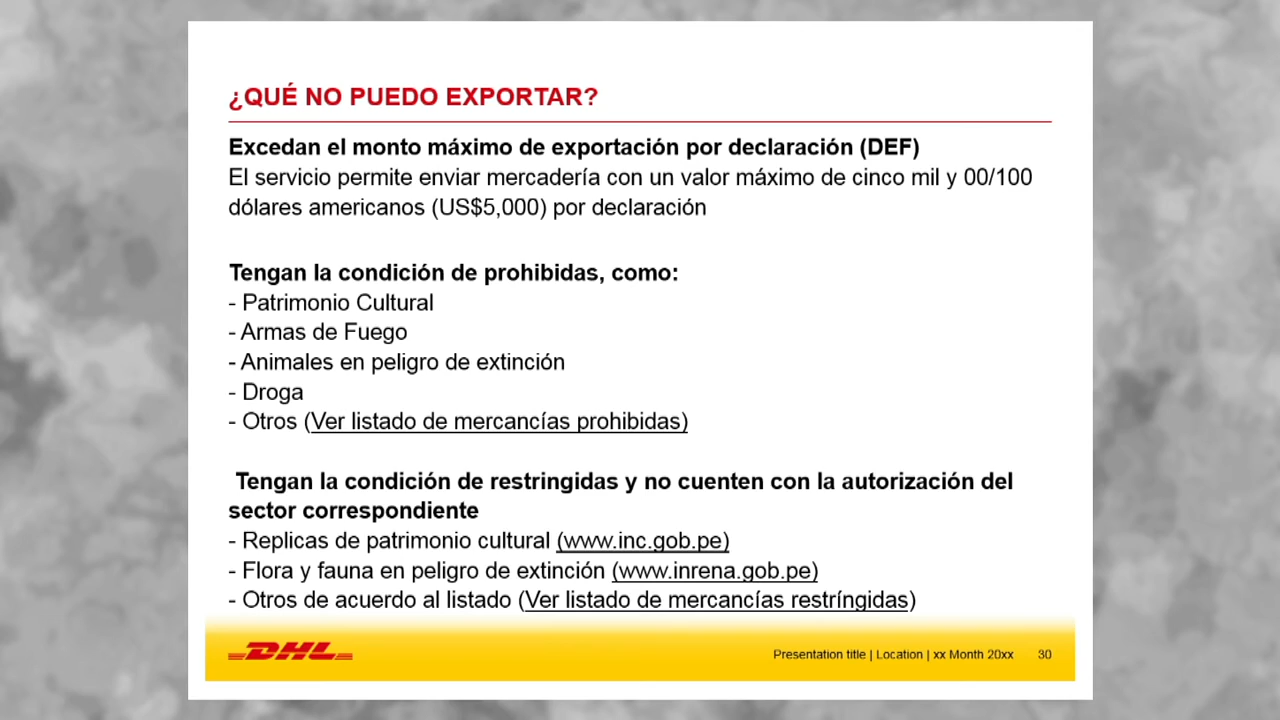 ¿QUÉ NO PUEDO EXPORTAR?
Excedan el monto máximo de exportación por declaración (DEF)
El servicio permite enviar mercadería con un valor máximo de cinco mil y 00/100
dólares americanos (US$5,000) por declaración
Tengan la condición de prohibidas, como:
- Patrimonio Cultural
- Armas de Fuego
- Animales en peligro de extinción
- Droga
- Otros (Ver listado de mercancías prohibidas)
Tengan la condición de restringidas y no cuenten con la autorización del
sector correspondiente
- Replicas de patrimonio cultural (www.inc.gob.pe)
- Flora y fauna en peligro de extinción (www.inrena.gob.pe)
- Otros de acuerdo al listado (Ver listado de mercancías restríngidas)
DHL
Presentation title | Location | xx Month 20xx 30